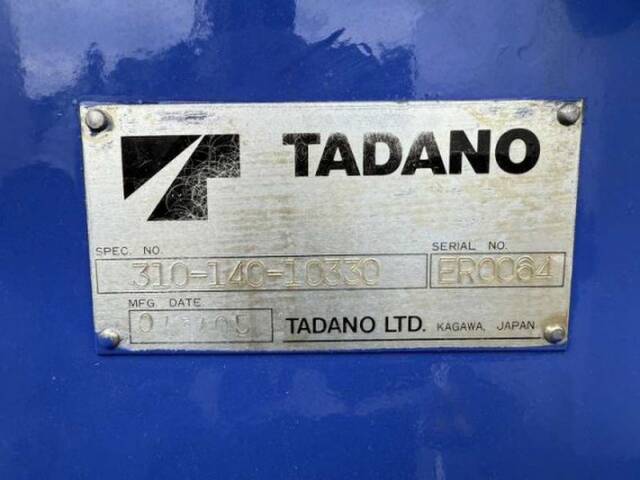 TADANO
SPEC. NO.
SERIAL NO.
310-140-10330
ER0064
MFG. DATE
TADANO LTD. KAGAWA, JAPAN